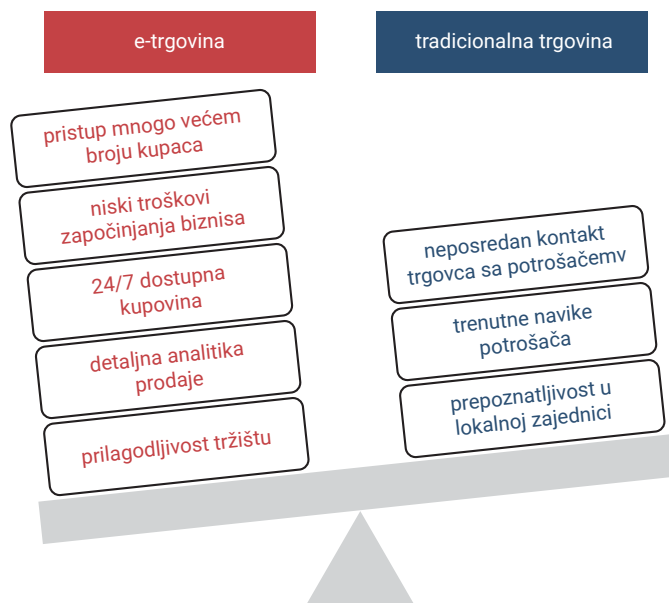 e-trgovina
pristup mnogo većem
broju kupaca
niski troškovi
započinjanja biznisa
24/7 dostupna
kupovina
detaljna analitika
prodaje
prilagodljivost tržištu
tradicionalna trgovina
neposredan kontakt
trgovca sa potrošačemv
trenutne navike
potrošača
prepoznatljivost u
lokalnoj zajednici